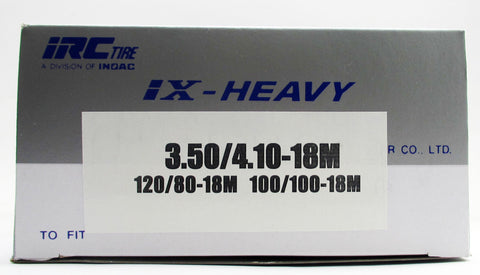 iRC TIRE
A DIVISION OF INOAC
iX-HEAVY
3.50/4.10-18M
R CO., LTD.
120/80-18M 100/100-18M
TO FIT